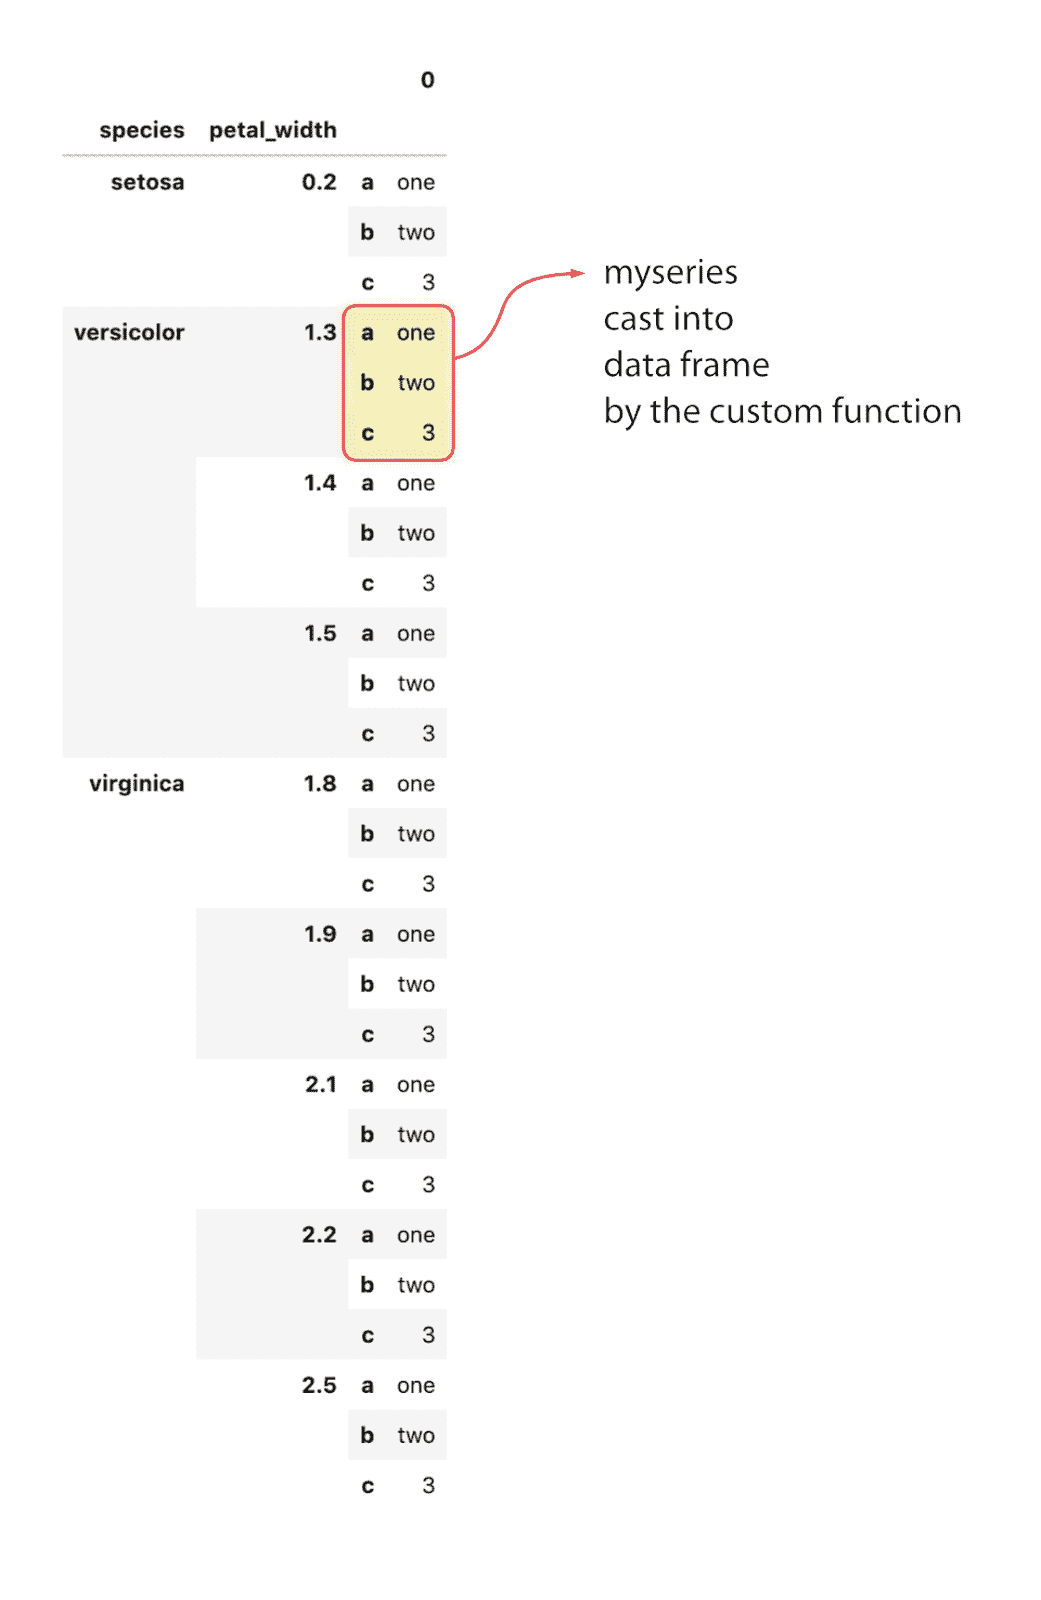 0
species petal_width
setosa 0.2 a one
b two
c 3
versicolor 1.3 a one
b two
c 3
1.4 a one
b two
c 3
1.5 a one
b two
c 3
virginica 1.8 a one
b two
c 3
1.9 a one
b two
c 3
2.1 a one
b two
c 3
2.2 a one
b two
c 3
2.5 a one
b two
c 3
myseries
cast into
data frame
by the custom function